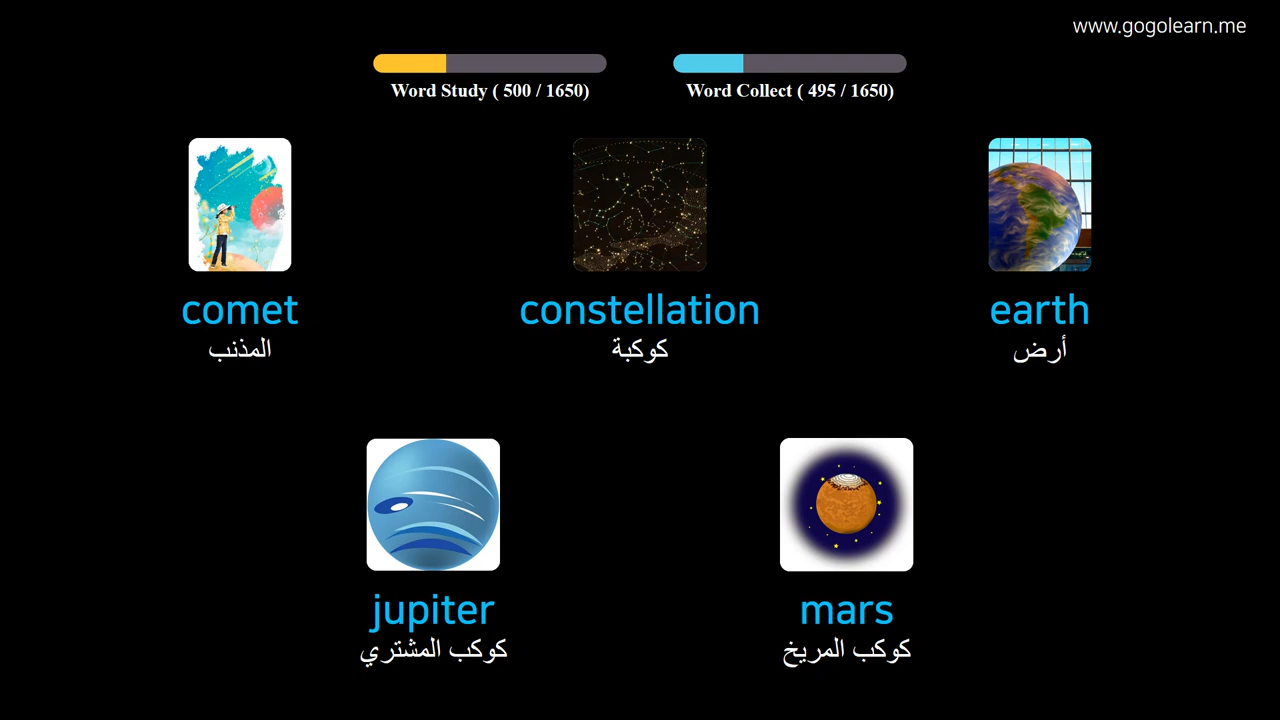 www.gogolearn.me
Word Study ( 500 / 1650)
Word Collect ( 495 / 1650)
comet
المذنب
constellation
كوكبة
earth
أرض
jupiter
كوكب المشتري
mars
كوكب المريخ